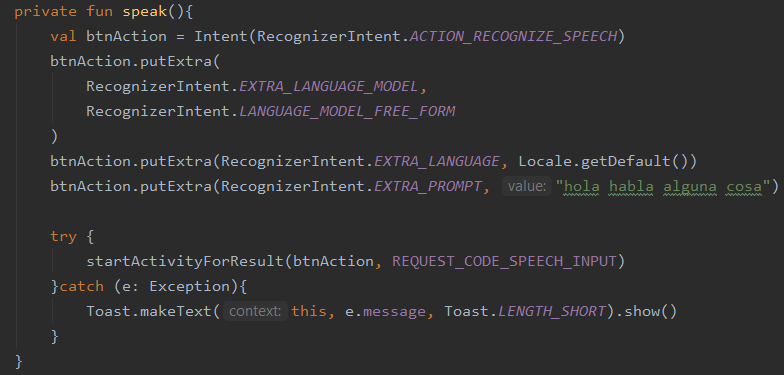 private fun speak(){
    val btnAction = Intent(RecognizerIntent.ACTION_RECOGNIZE_SPEECH)
    btnAction.putExtra(
        RecognizerIntent.EXTRA_LANGUAGE_MODEL,
        RecognizerIntent.LANGUAGE_MODEL_FREE_FORM
    )
    btnAction.putExtra(RecognizerIntent.EXTRA_LANGUAGE, Locale.getDefault())
    btnAction.putExtra(RecognizerIntent.EXTRA_PROMPT, value: "hola habla alguna cosa")
    try {
        startActivityForResult(btnAction, REQUEST_CODE_SPEECH_INPUT)
    }catch (e: Exception){
        Toast.makeText( context: this, e.message, Toast.LENGTH_SHORT).show()
    }
}